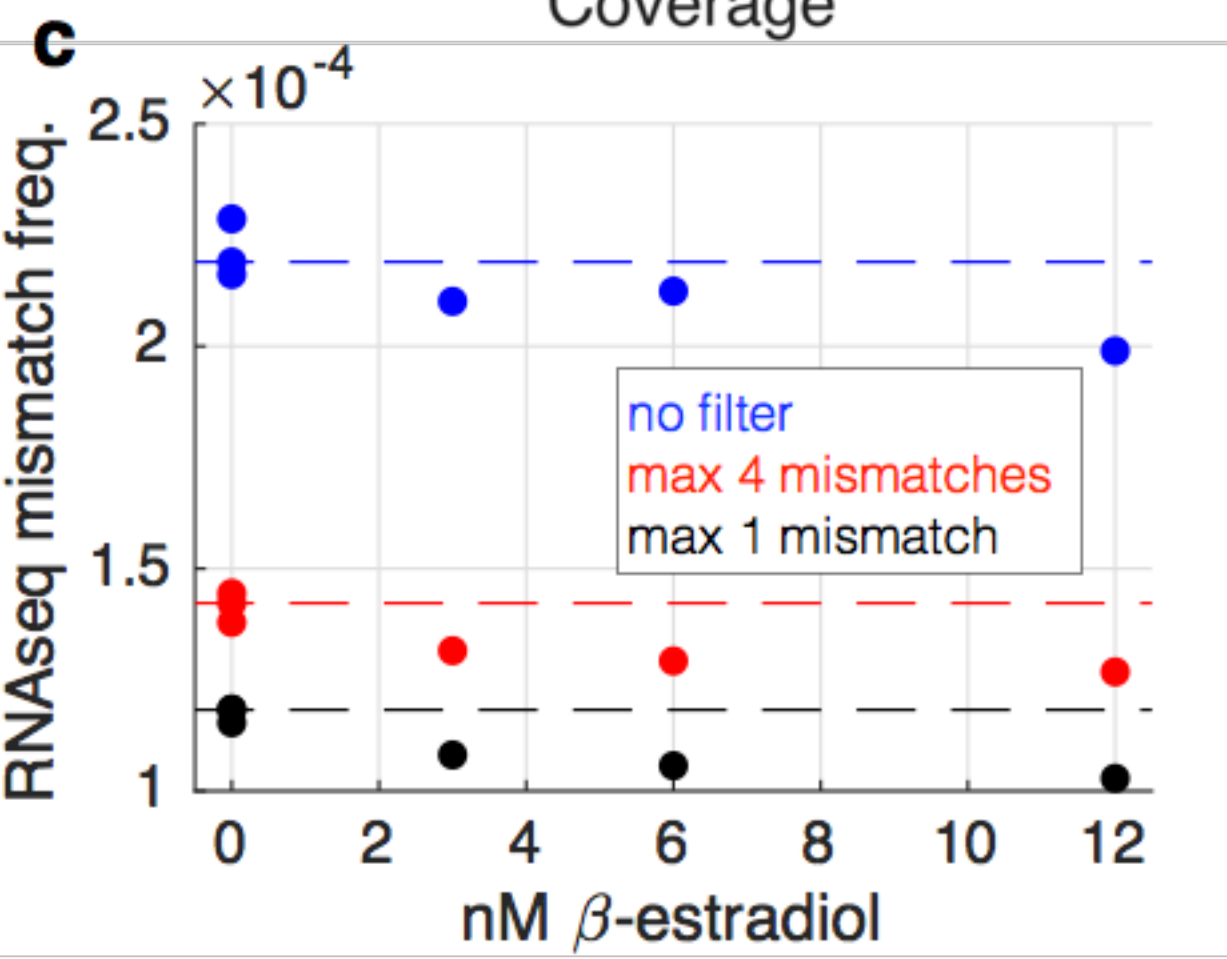 Coverage
c
×10⁻⁴
RNAseq mismatch freq.
2.5
2
1.5
1
no filter
max 4 mismatches
max 1 mismatch
0 2 4 6 8 10 12
nM β-estradiol